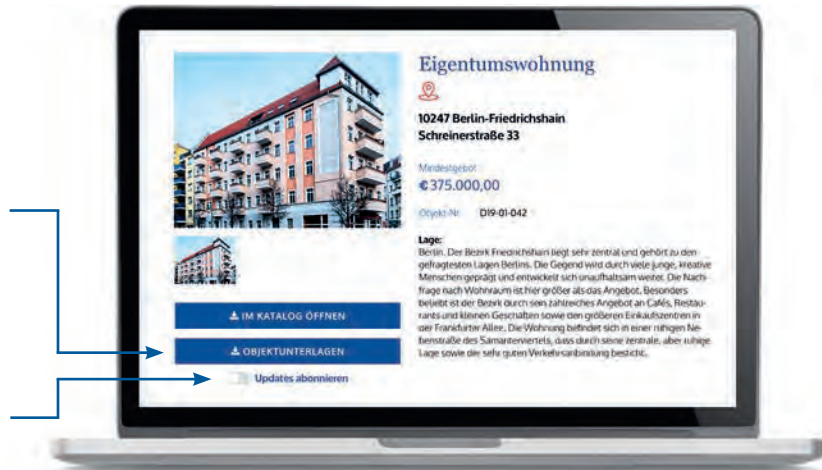 Eigentumswohnung
10247 Berlin-Friedrichshain
Schreinerstraße 33
Mindestgebot
€375.000,00
Objekt-Nr. D19-01-042
Lage:
Berlin. Der Bezirk Friedrichshain liegt sehr zentral und gehört zu den
gefragtesten Lagen Berlins. Die Gegend wird durch viele junge, kreative
Menschen geprägt und entwickelt sich unaufhaltsam weiter. Die Nach-
frage nach Wohnraum ist hier größer als das Angebot. Besonders
beliebt ist der Bezirk durch sein zahlreiches Angebot an Cafés, Restau-
rants und kleinen Geschäften sowie den größeren Einkaufszentren in
der Frankfurter Allee. Die Wohnung befindet sich in einer ruhigen Ne-
benstraße des Samariterviertels, dass durch seine zentrale, aber ruhige
Lage sowie der sehr guten Verkehrsanbindung besticht.
IM KATALOG ÖFFNEN
OBJEKTUNTERLAGEN
Updates abonnieren